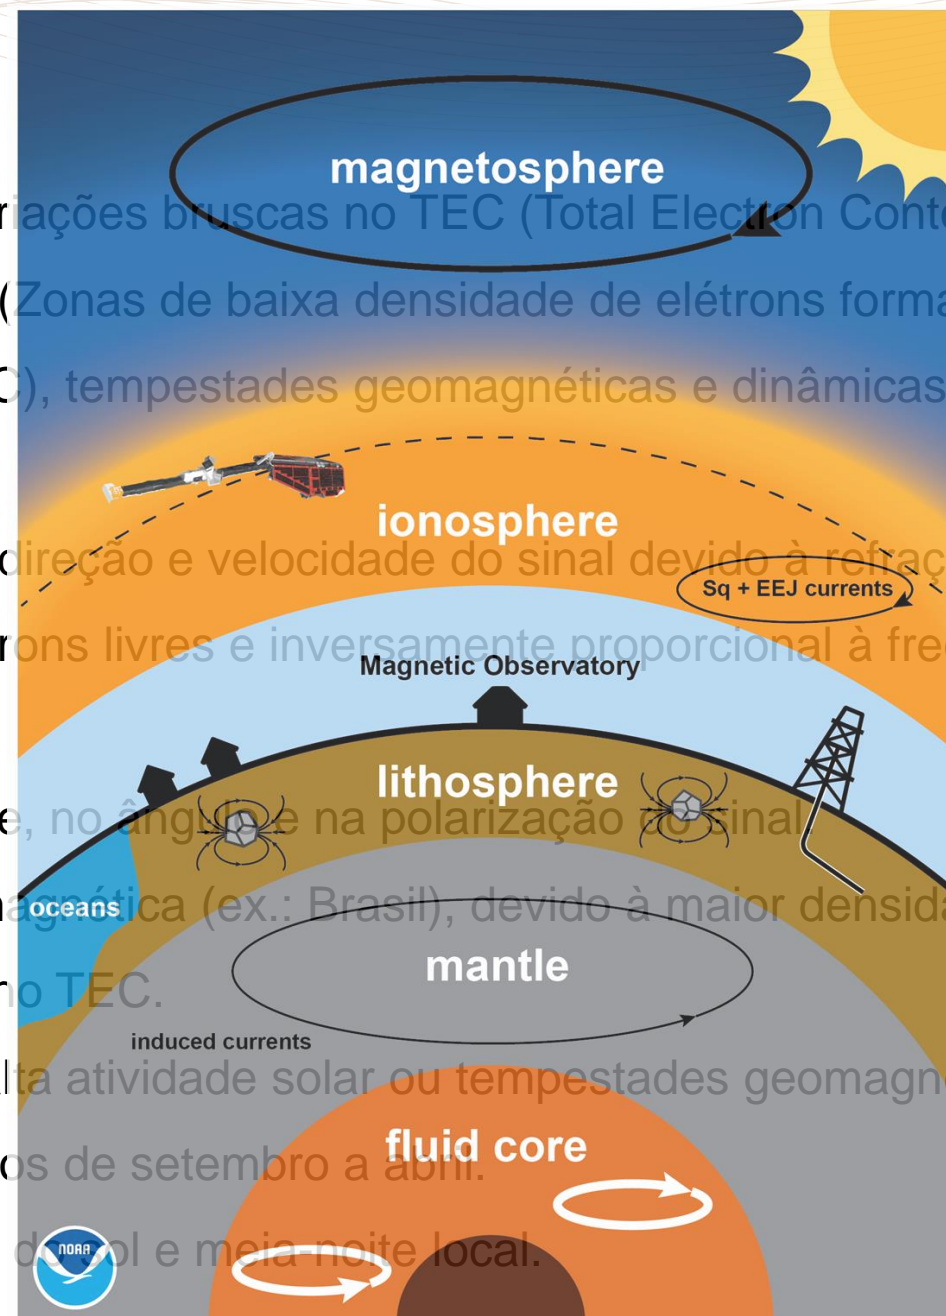 magnetosphere
riações bruscas no TEC (Total Electron Conte
(Zonas de baixa densidade de elétrons forma
C), tempestades geomagnéticas e dinâmicas
ionosphere
direção e velocidade do sinal devido à refraç
Sq + EEJ currents
rons livres e inversamente proporcional à fre
Magnetic Observatory
lithosphere
e, no ângulo e na polarização do sinal.
magnética (ex.: Brasil), devido à maior densida
oceans
mantle
no TEC.
induced currents
lta atividade solar ou tempestades geomagn
fluid core
os de setembro a abril.
do sol e meia-noite local.
NOAA